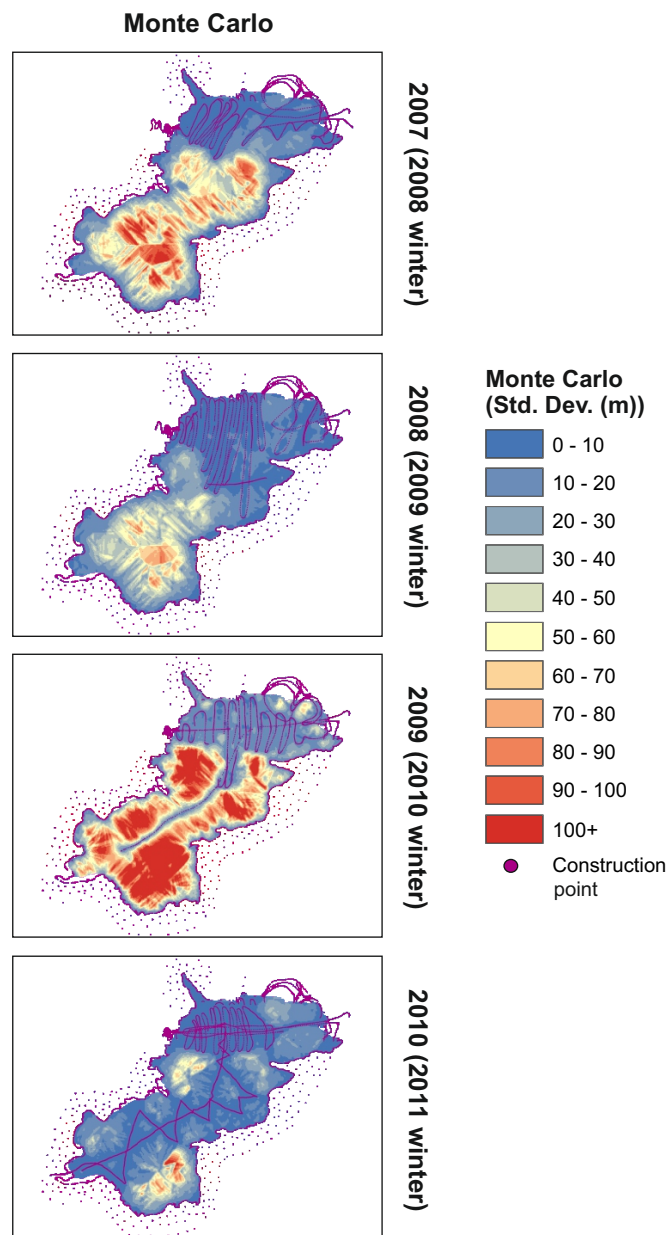 Monte Carlo
2007 (2008 winter)
2008 (2009 winter)
2009 (2010 winter)
2010 (2011 winter)
Monte Carlo
(Std. Dev. (m))
0 - 10
10 - 20
20 - 30
30 - 40
40 - 50
50 - 60
60 - 70
70 - 80
80 - 90
90 - 100
100+
Construction
point